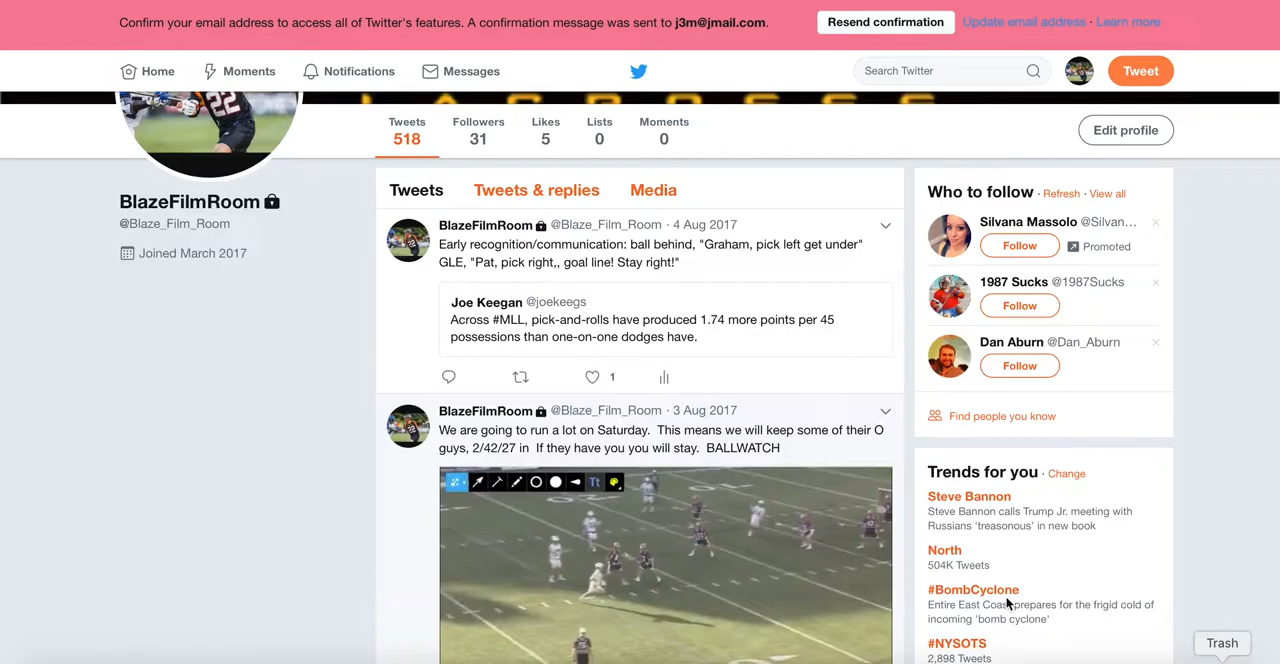 Confirm your email address to access all of Twitter's features. A confirmation message was sent to j3m@jmail.com.
Resend confirmation
Update email address · Learn more
Home
Moments
Notifications
Messages
Search Twitter
Tweet
LACROSSE
22
Tweets
518
Followers
31
Likes
5
Lists
0
Moments
0
Edit profile
BlazeFilmRoom
@Blaze_Film_Room
Joined March 2017
Tweets
Tweets & replies
Media
BlazeFilmRoom @Blaze_Film_Room · 4 Aug 2017
Early recognition/communication: ball behind, "Graham, pick left get under"
GLE, "Pat, pick right,, goal line! Stay right!"
Joe Keegan @joekeegs
Across #MLL, pick-and-rolls have produced 1.74 more points per 45
possessions than one-on-one dodges have.
1
BlazeFilmRoom @Blaze_Film_Room · 3 Aug 2017
We are going to run a lot on Saturday.  This means we will keep some of their O
guys, 2/42/27 in  If they have you you will stay.  BALLWATCH
Tt
Who to follow · Refresh · View all
Silvana Massolo @Silvan...
Follow
Promoted
1987 Sucks @1987Sucks
Follow
Dan Aburn @Dan_Aburn
Follow
Find people you know
Trends for you · Change
Steve Bannon
Steve Bannon calls Trump Jr. meeting with
Russians 'treasonous' in new book
North
504K Tweets
#BombCyclone
Entire East Coast prepares for the frigid cold of
incoming 'bomb cyclone'
#NYSOTS
2,898 Tweets
Trash